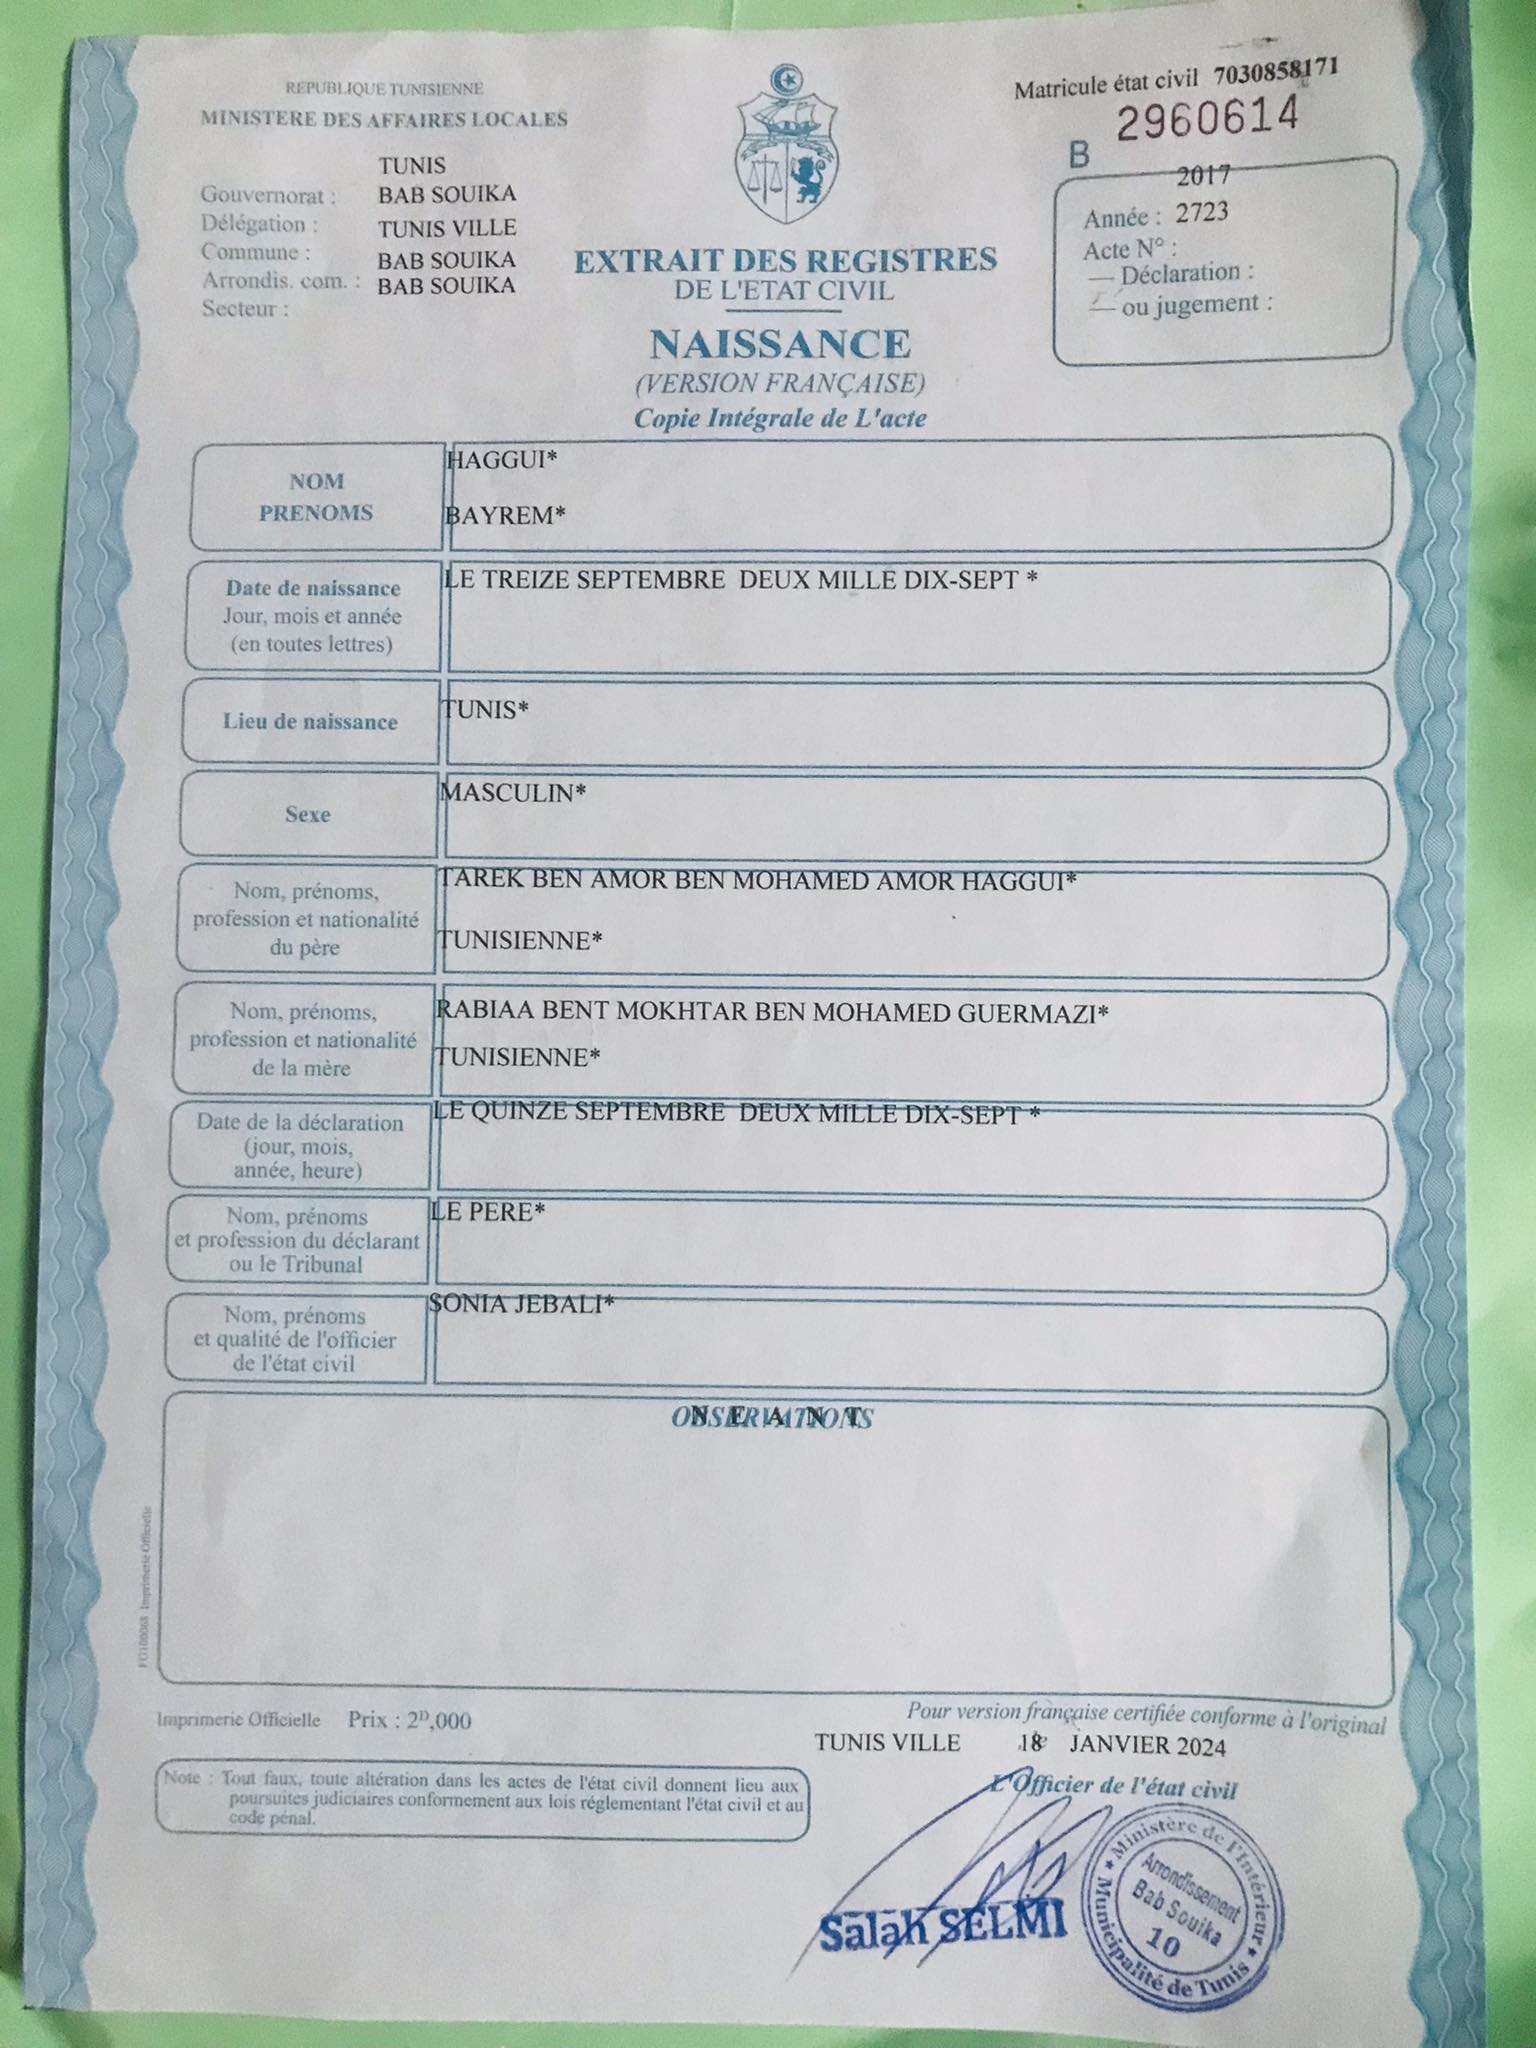 REPUBLIQUE TUNISIENNE
MINISTERE DES AFFAIRES LOCALES
TUNIS
Gouvernorat : BAB SOUIKA
Délégation : TUNIS VILLE
Commune : BAB SOUIKA
Arrondis. com. : BAB SOUIKA
Secteur :
Matricule état civil 7030858171
B 2960614
2017
Année : 2723
Acte N° :
— Déclaration :
— ou jugement :
EXTRAIT DES REGISTRES
DE L'ETAT CIVIL
NAISSANCE
(VERSION FRANÇAISE)
Copie Intégrale de L'acte
NOM
PRENOMS
HAGGUI*
BAYREM*
Date de naissance
Jour, mois et année
(en toutes lettres)
LE TREIZE SEPTEMBRE DEUX MILLE DIX-SEPT *
Lieu de naissance
TUNIS*
Sexe
MASCULIN*
Nom, prénoms,
profession et nationalité
du père
TAREK BEN AMOR BEN MOHAMED AMOR HAGGUI*
TUNISIENNE*
Nom, prénoms,
profession et nationalité
de la mère
RABIAA BENT MOKHTAR BEN MOHAMED GUERMAZI*
TUNISIENNE*
Date de la déclaration
(jour, mois,
année, heure)
LE QUINZE SEPTEMBRE DEUX MILLE DIX-SEPT *
Nom, prénoms
et profession du déclarant
ou le Tribunal
LE PERE*
Nom, prénoms
et qualité de l'officier
de l'état civil
SONIA JEBALI*
OBSERVATIONS
N E A N T
Imprimerie Officielle
Imprimerie Officielle Prix : 2D,000
Pour version française certifiée conforme à l'original
TUNIS VILLE 18 JANVIER 2024
L'Officier de l'état civil
Note : Tout faux, toute altération dans les actes de l'état civil donnent lieu aux
poursuites judiciaires conformement aux lois réglementant l'état civil et au
code pénal.
Salah SELMI
Ministère de l'Intérieur
Arrondissement
Bab Souika
10
Municipalité de Tunis